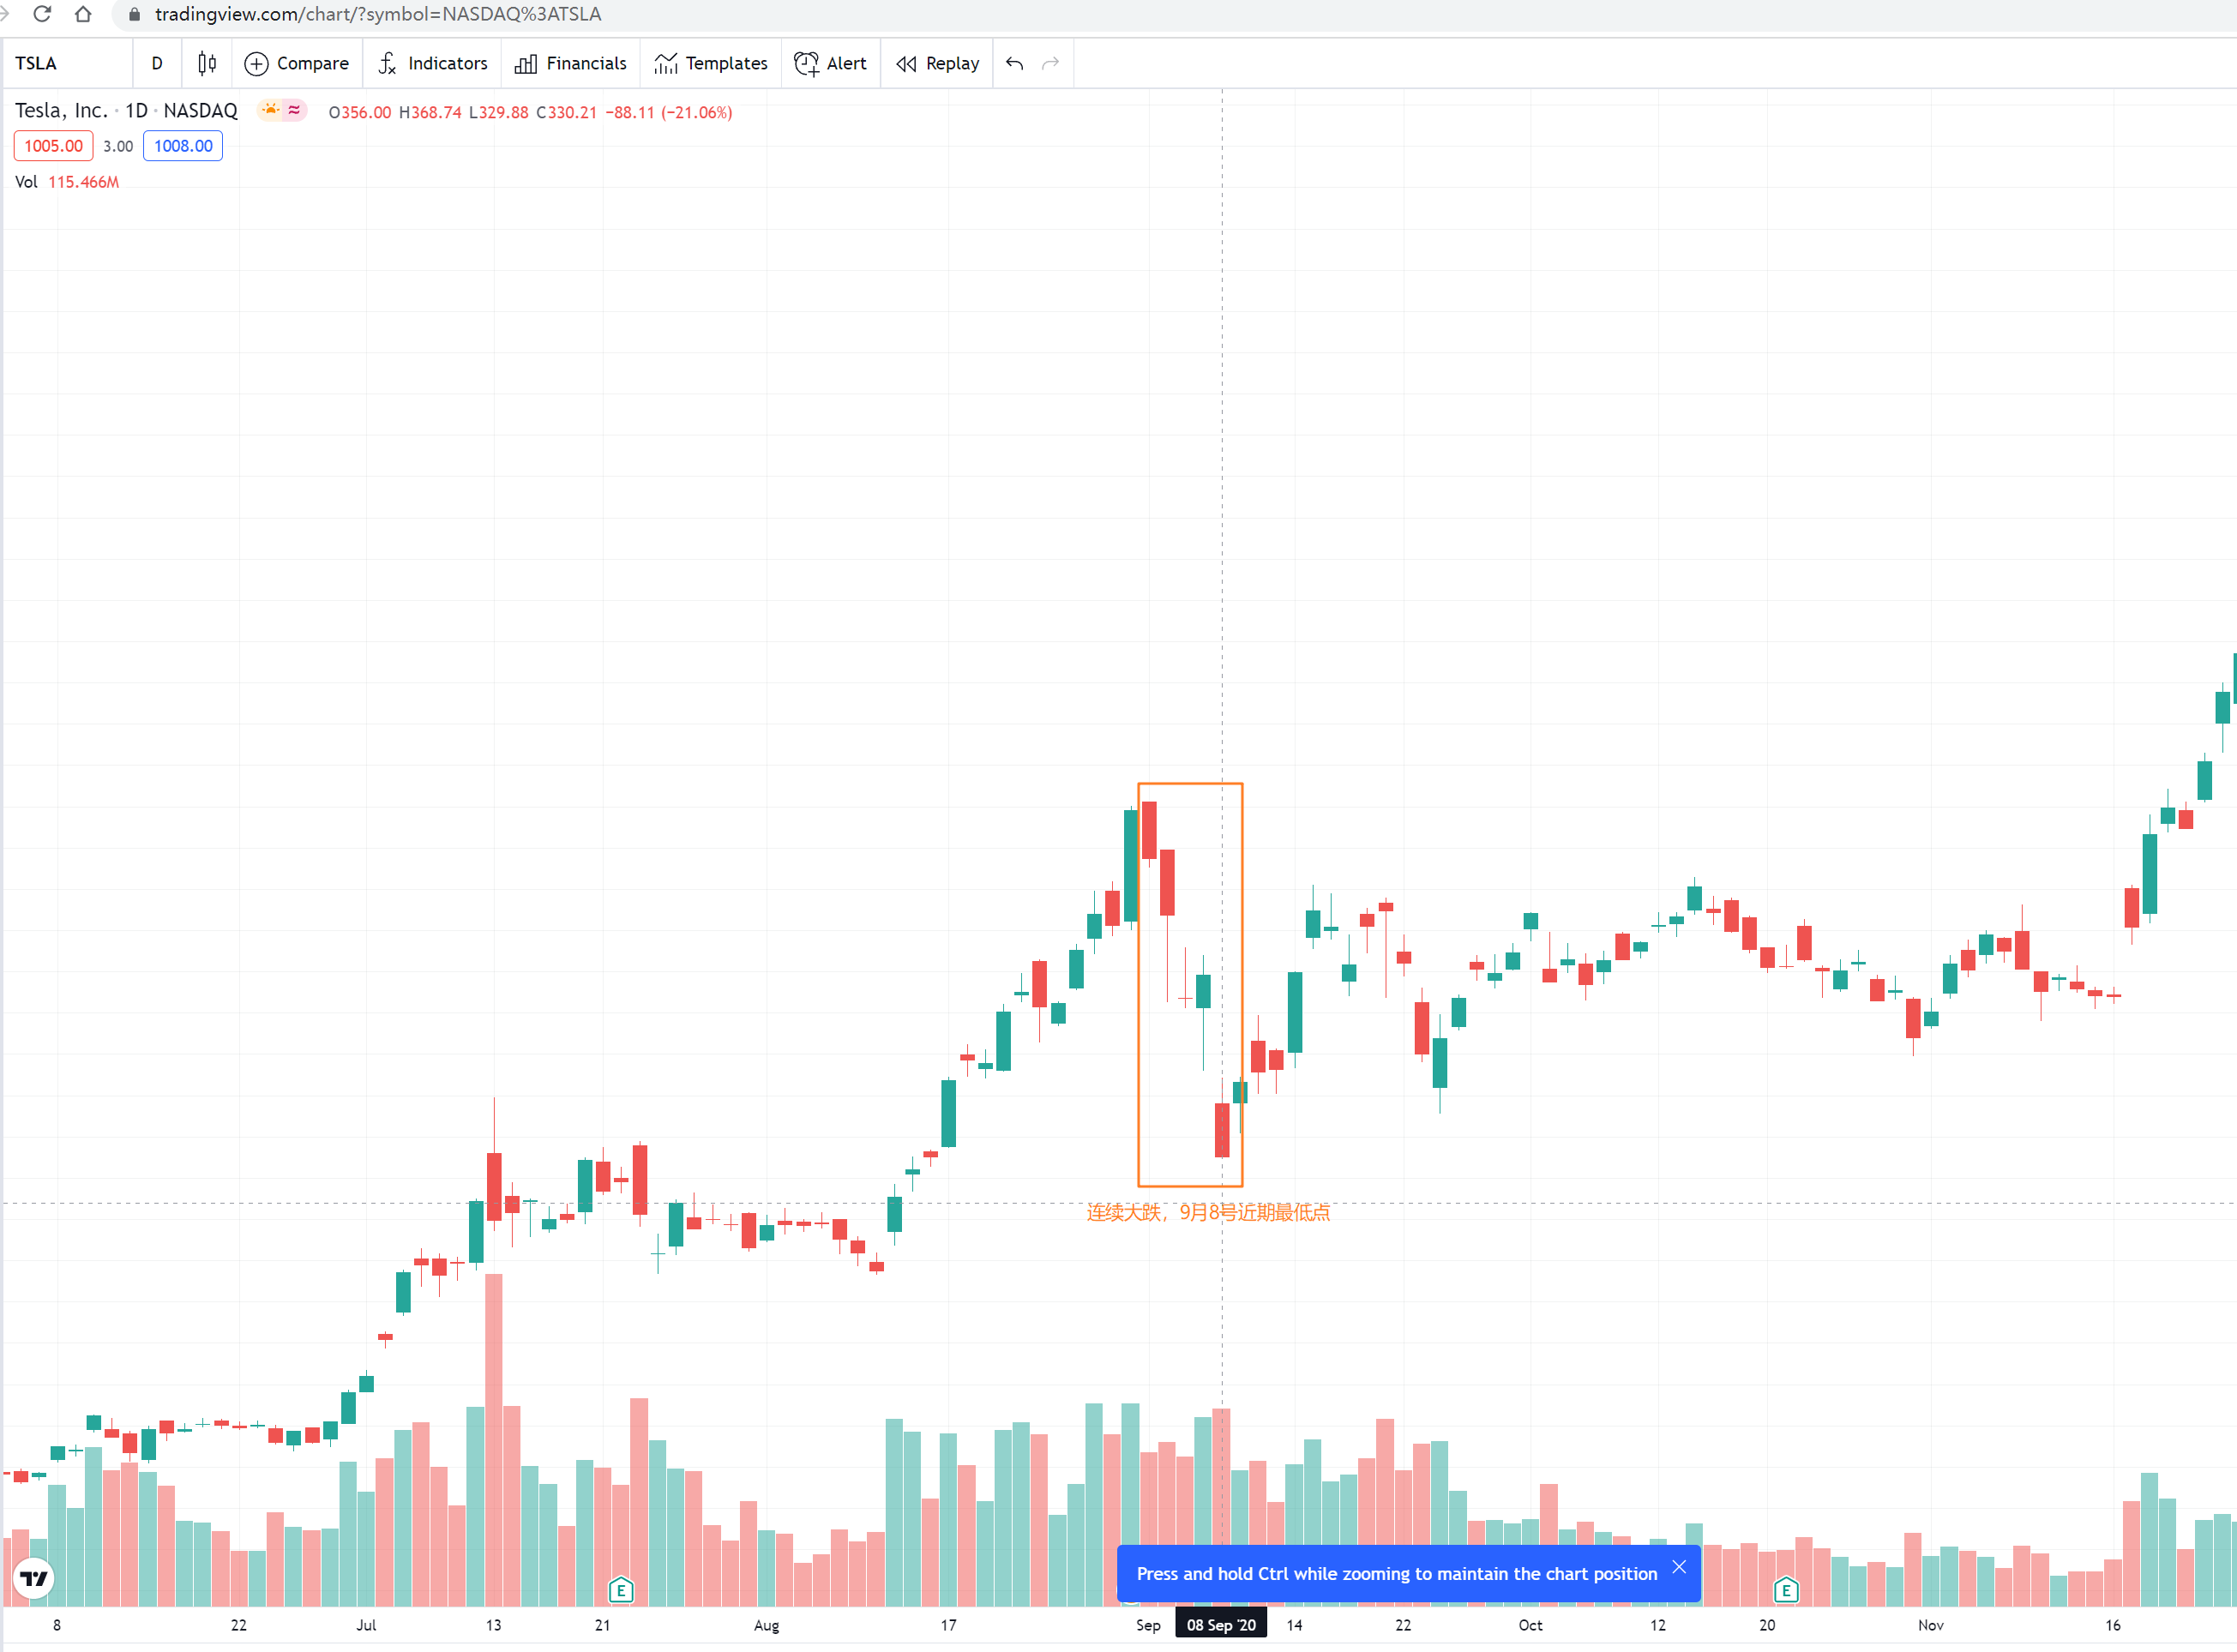 tradingview.com/chart/?symbol=NASDAQ%3ATSLA
TSLA D Compare Indicators Financials Templates Alert Replay
Tesla, Inc. · 1D · NASDAQ O356.00 H368.74 L329.88 C330.21 −88.11 (−21.06%)
1005.00 3.00 1008.00
Vol 115.466M
连续大跌，9月8号近期最低点
E E
Press and hold Ctrl while zooming to maintain the chart position
8 22 Jul 13 21 Aug 17 Sep 08 Sep '20 14 22 Oct 12 20 Nov 16